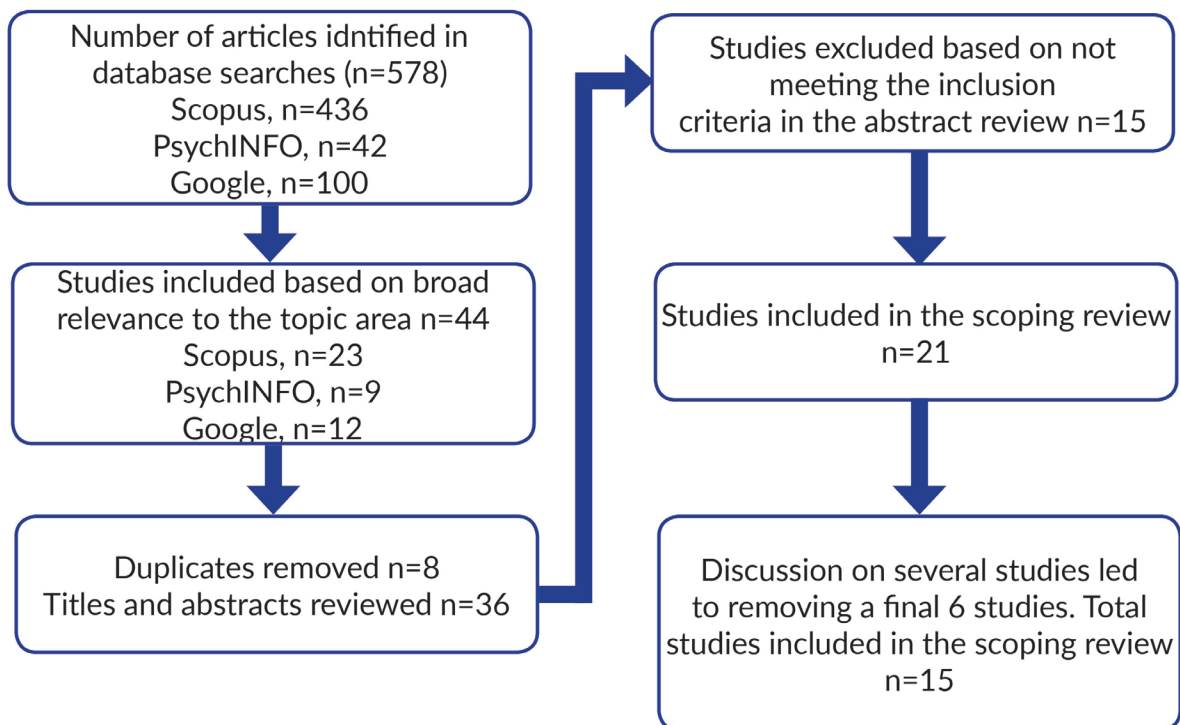 Number of articles idntified in
database searches (n=578)
Scopus, n=436
PsychINFO, n=42
Google, n=100
Studies included based on broad
relevance to the topic area n=44
Scopus, n=23
PsychINFO, n=9
Google, n=12
Duplicates removed n=8
Titles and abstracts reviewed n=36
Studies excluded based on not
meeting the inclusion
criteria in the abstract review n=15
Studies included in the scoping review
n=21
Discussion on several studies led
to removing a final 6 studies. Total
studies included in the scoping review
n=15